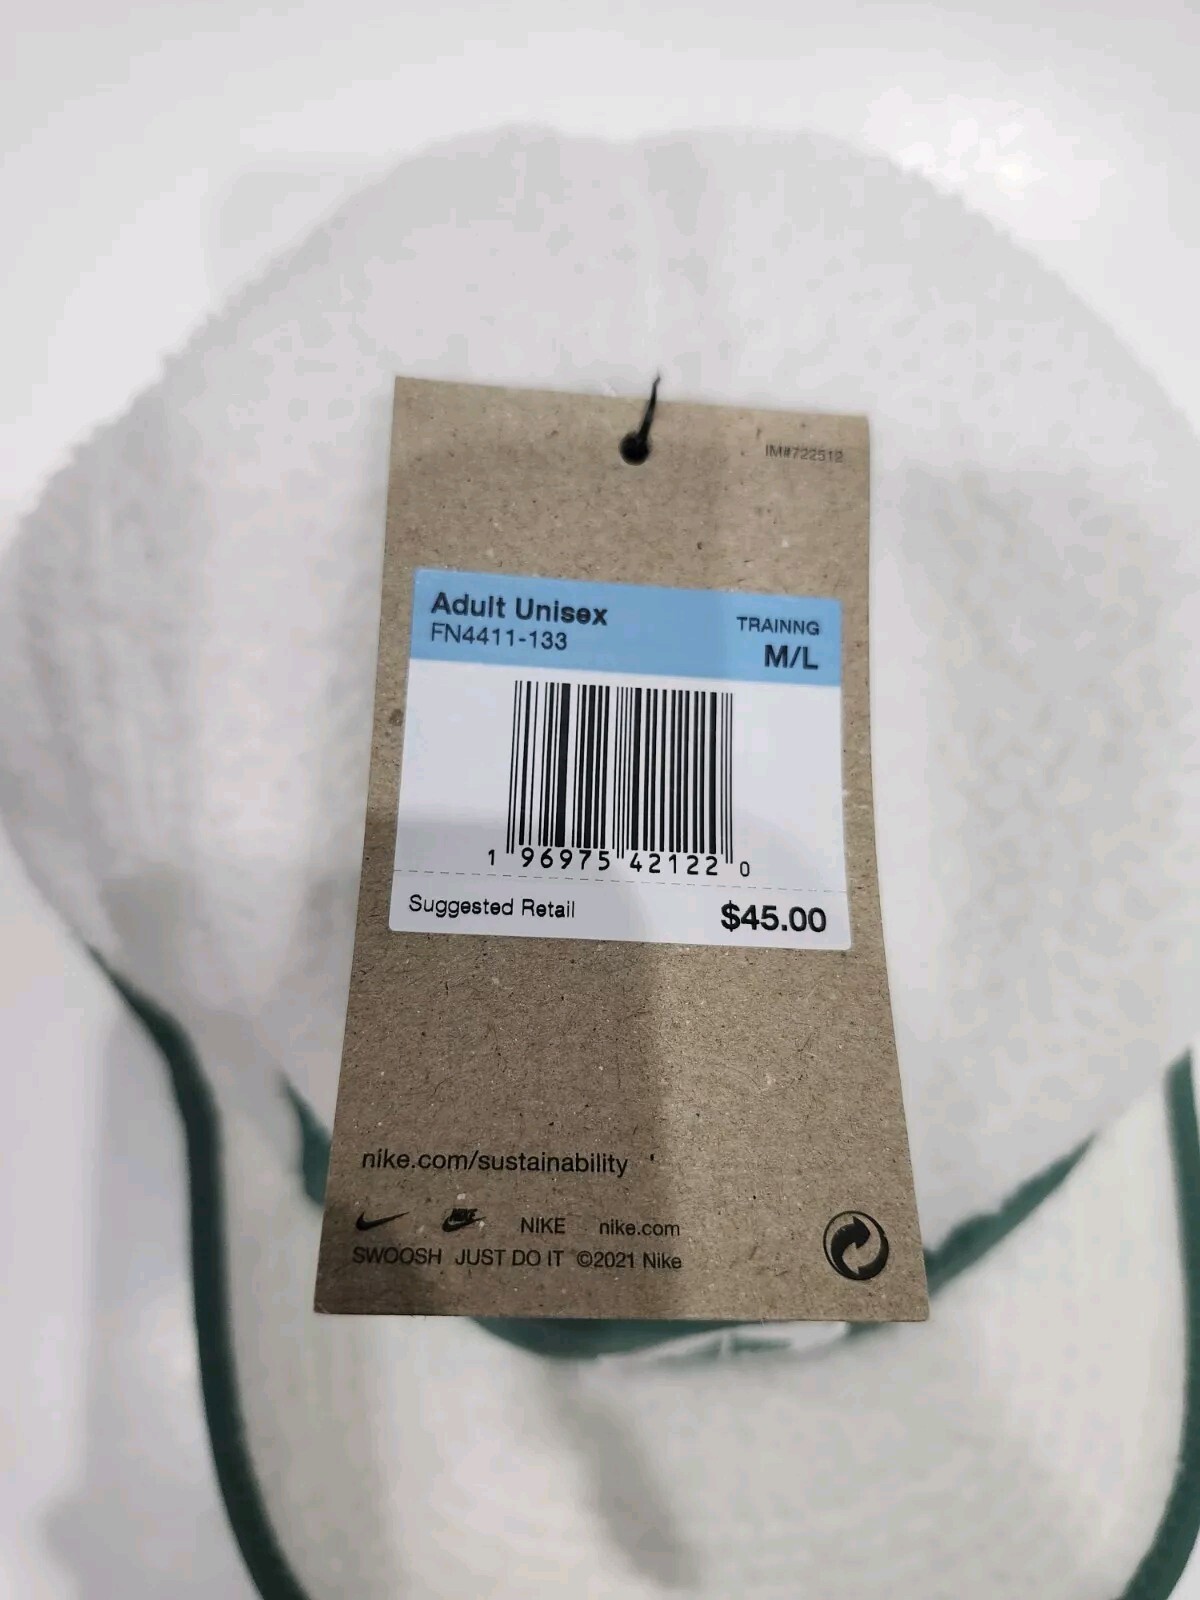 IM#722512
Adult Unisex
FN4411-133
TRAINNG
M/L
1 96975 42122 0
Suggested Retail $45.00
nike.com/sustainability
NIKE NIKE nike.com
SWOOSH JUST DO IT ©2021 Nike